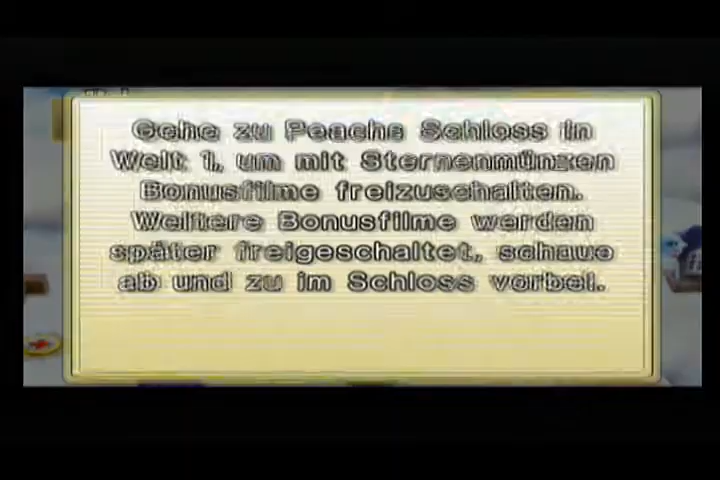 Gehe zu Peachs Schloss in
Welt 1, um mit Sternenmünzen
Bonusfilme freizuschalten.
Weitere Bonusfilme werden
später freigeschaltet, schaue
ab und zu im Schloss vorbei.